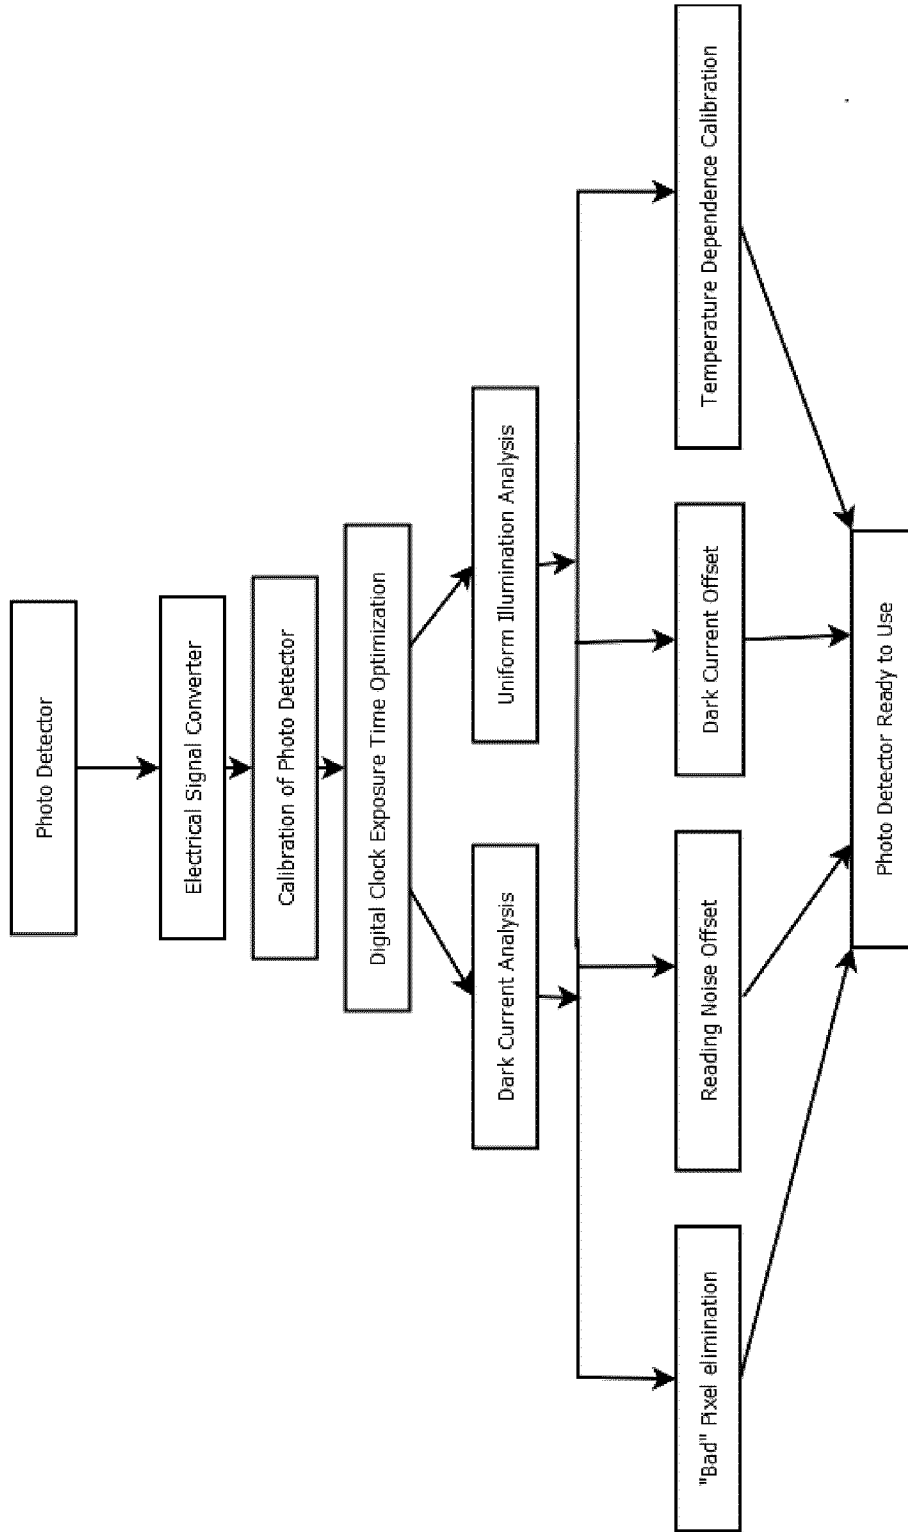 Photo Detector
Electrical Signal Converter
Calibration of Photo Detector
Digital Clock Exposure Time Optimization
Dark Current Analysis
Uniform Illumination Analysis
"Bad" Pixel elimination
Reading Noise Offset
Dark Current Offset
Temperature Dependence Calibration
Photo Detector Ready to Use